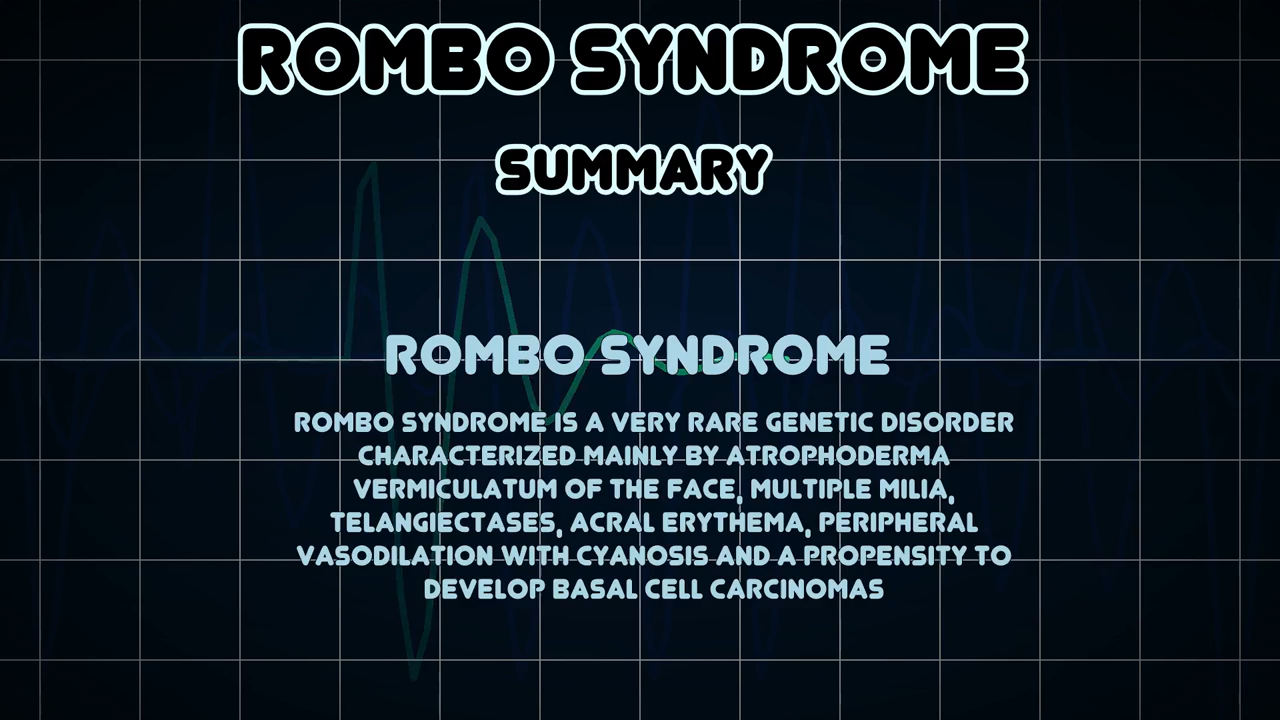 ROMBO SYNDROME
SUMMARY
ROMBO SYNDROME
ROMBO SYNDROME IS A VERY RARE GENETIC DISORDER
CHARACTERIZED MAINLY BY ATROPHODERMA
VERMICULATUM OF THE FACE, MULTIPLE MILIA,
TELANGIECTASES, ACRAL ERYTHEMA, PERIPHERAL
VASODILATION WITH CYANOSIS AND A PROPENSITY TO
DEVELOP BASAL CELL CARCINOMAS